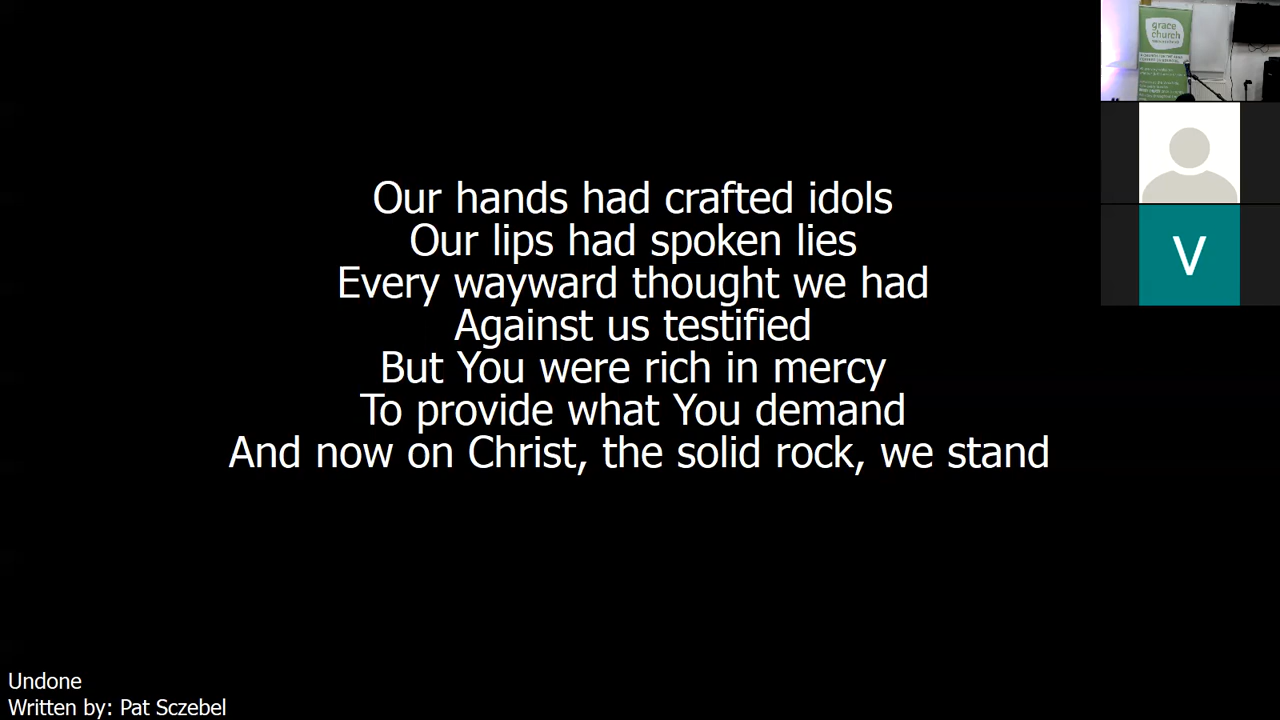 Our hands had crafted idols
Our lips had spoken lies
Every wayward thought we had
Against us testified
But You were rich in mercy
To provide what You demand
And now on Christ, the solid rock, we stand
Undone
Written by: Pat Sczebel
grace
church
V